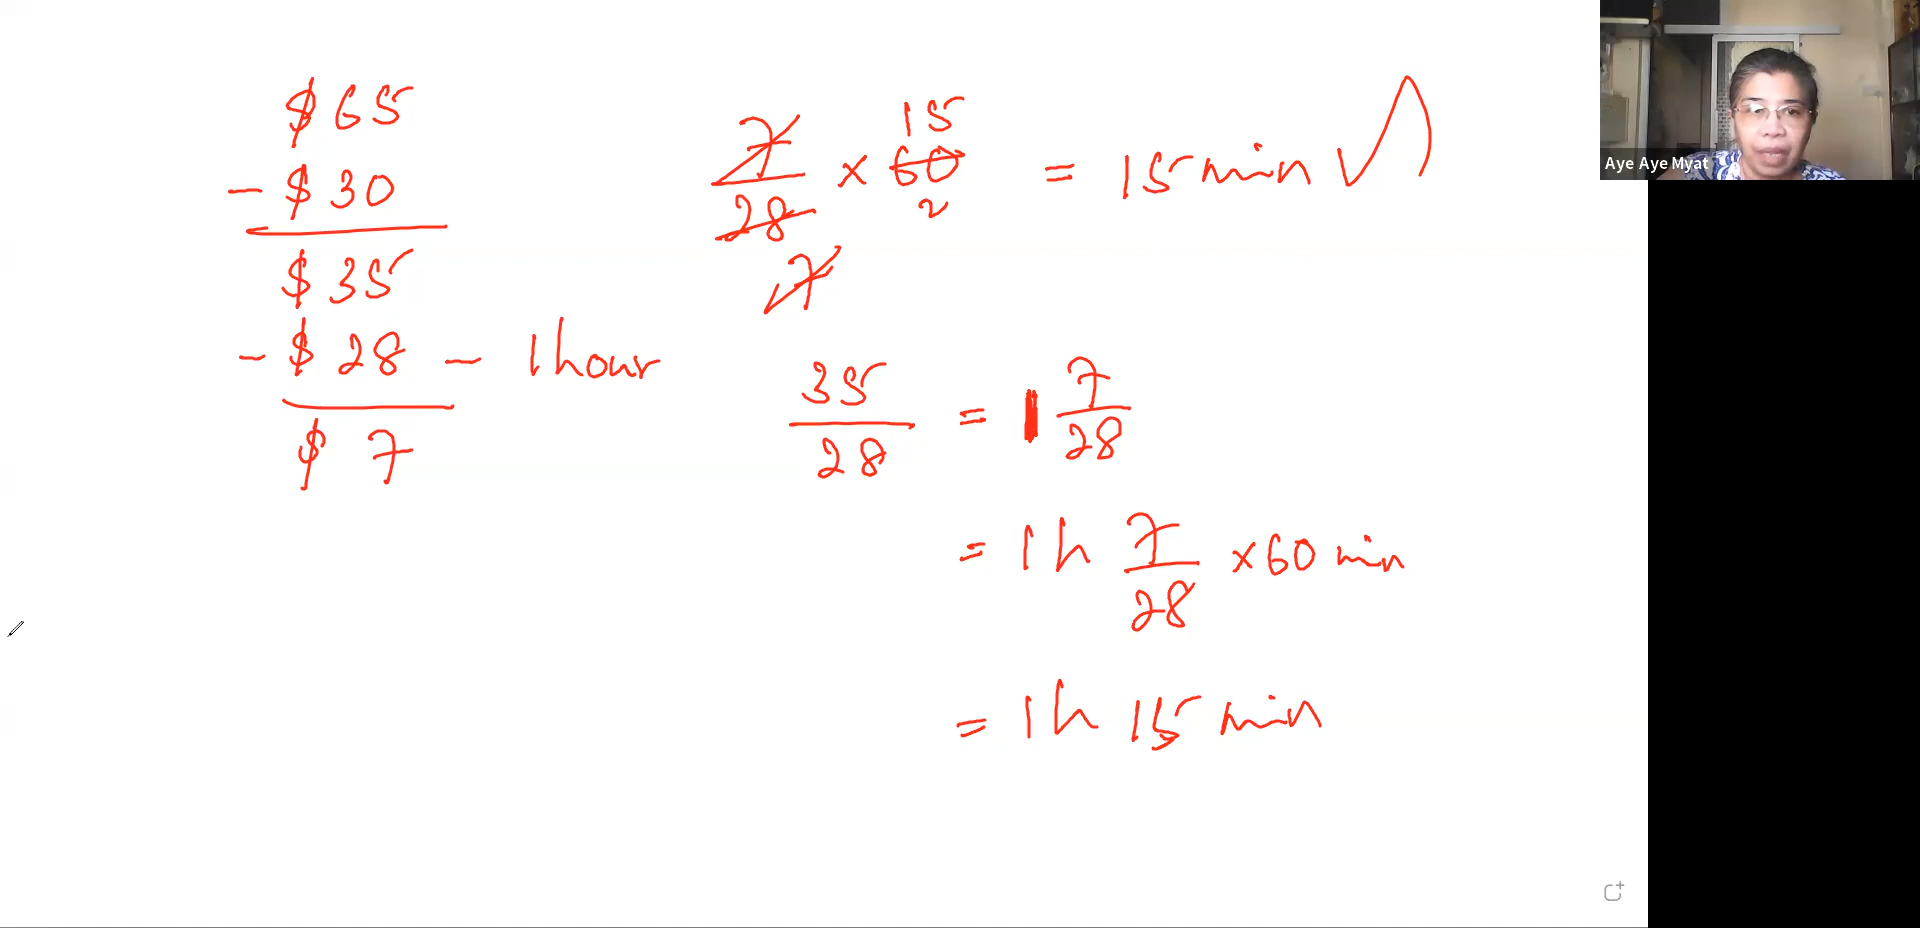 $65
- $30
$35
- $28 - 1 hour
$ 7
15
7/28 × 60 = 15 min
2
7
35/28 = 1 7/28
= 1h 7/28 × 60 min
= 1h 15 min
Aye Aye Myat